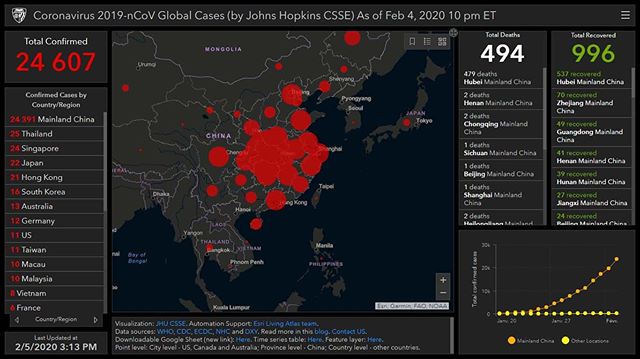 Coronavirus 2019-nCoV Global Cases (by Johns Hopkins CSSE) As of Feb 4, 2020 10 pm ET
Total Confirmed
24 607
Confirmed Cases by
Country/Region
24 391 Mainland China
25 Thailand
24 Singapore
22 Japan
21 Hong Kong
16 South Korea
13 Australia
12 Germany
11 US
11 Taiwan
10 Macau
10 Malaysia
8 Vietnam
6 France
Country/Region
Last Updated at
2/5/2020 3:13 PM
MONGOLIA
Urumqi
Shenyang
Beijing
Pyongyang
Seoul
JAPAN
Tokyo
CHINA
Chengdu
Shanghai
Taipei
Hong Kong
Hanoi
Dhaka
INDIA
LAOS
THAILAND
Bangkok
VIETNAM
Phnom Penh
Bay of
Bengal
Manila
PHILIPPINES
Kuala Lumpur
Esri, Garmin, FAO, NOAA
Visualization: JHU CSSE. Automation Support: Esri Living Atlas team.
Data sources: WHO, CDC, ECDC, NHC and DXY. Read more in this blog. Contact US.
Downloadable Google Sheet (new link): Here. Time series table: Here. Feature layer: Here.
Point level: City level - US, Canada and Australia; Province level - China; Country level - other countries.
Total Deaths
494
479 deaths
Hubei Mainland China
2 deaths
Henan Mainland China
2 deaths
Chongqing Mainland
China
1 deaths
Sichuan Mainland
China
1 deaths
Beijing Mainland China
1 deaths
Shanghai Mainland
China
2 deaths
Heilongjiang Mainland
Total Recovered
996
537 recovered
Hubei Mainland China
70 recovered
Zhejiang Mainland
China
49 recovered
Guangdong Mainland
China
41 recovered
Henan Mainland China
39 recovered
Hunan Mainland China
27 recovered
Jiangxi Mainland China
24 recovered
Beijing Mainland China
Total confirmed cases
30k
20k
10k
0
Janv. 20
27
Févr.
Mainland China
Other Locations